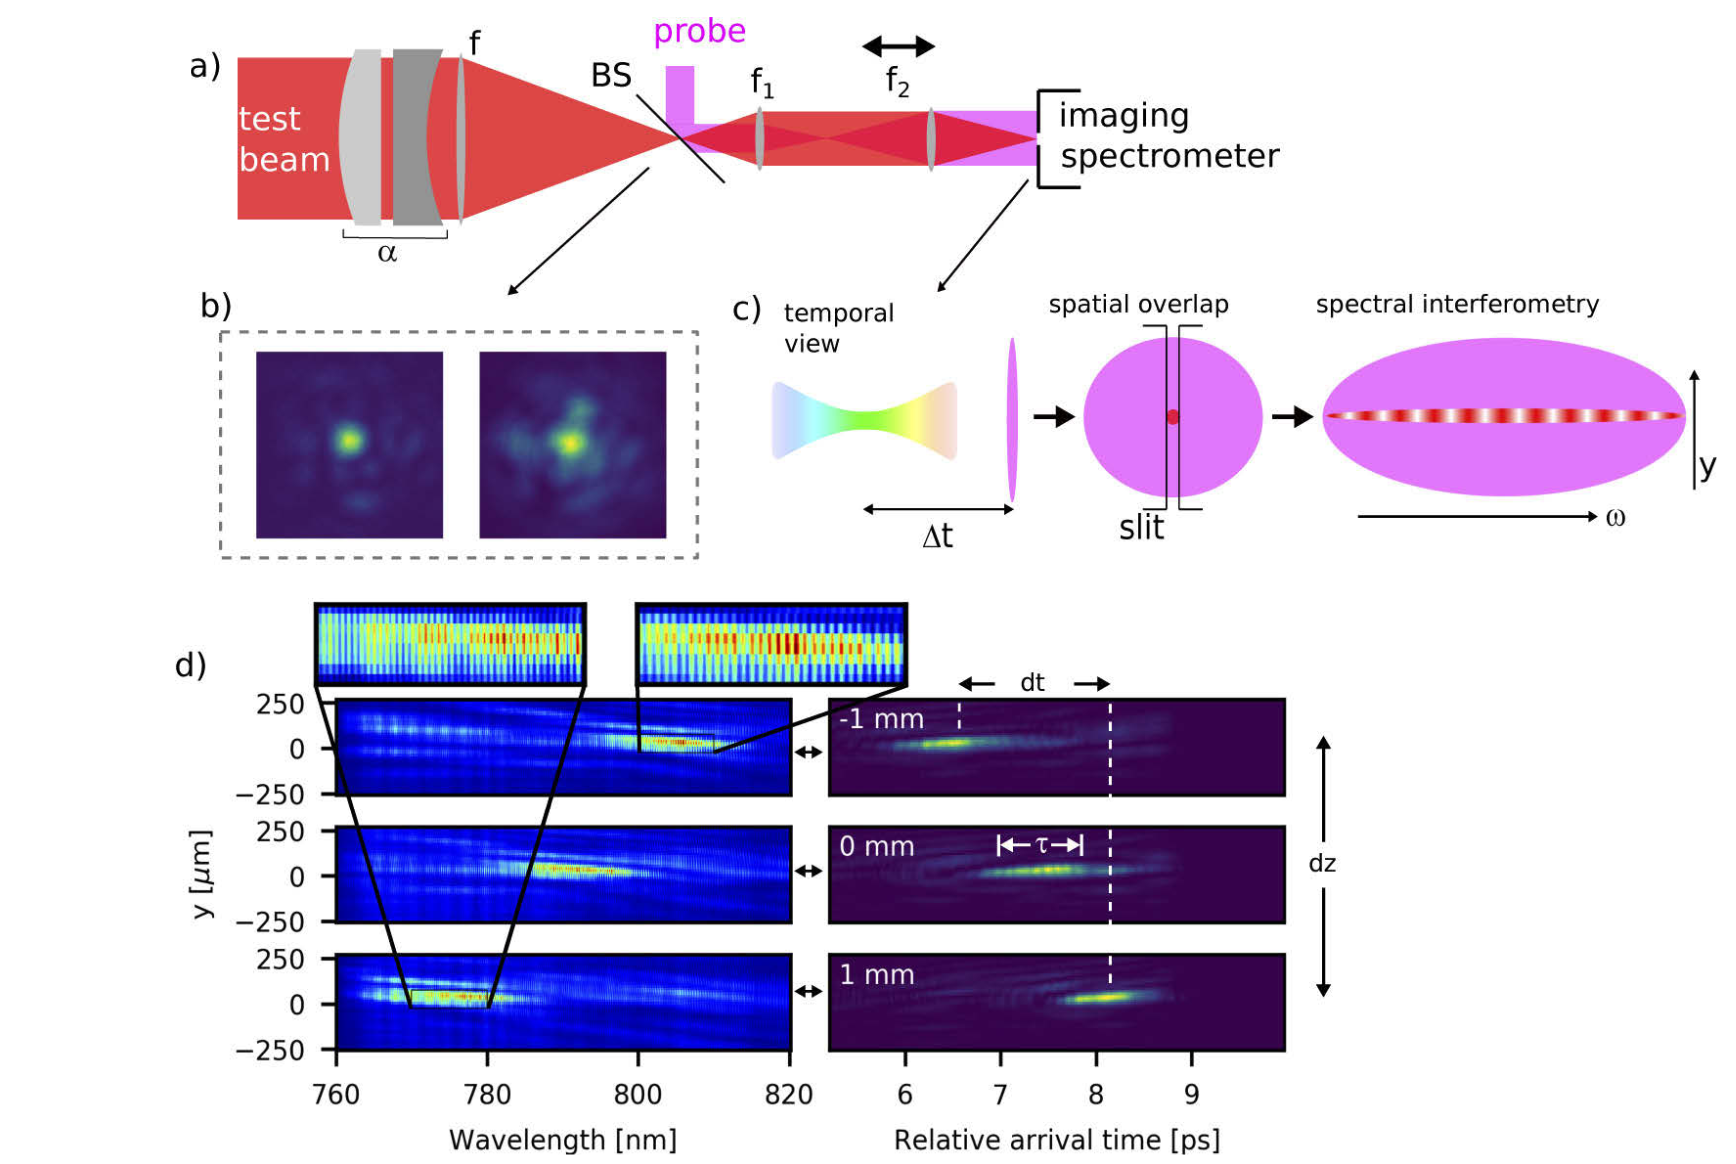 a)
test
beam
α
f
BS
probe
f1
f2
imaging
spectrometer
b)
c)
temporal
view
Δt
spatial overlap
slit
spectral interferometry
y
ω
d)
250
0
−250
250
0
−250
250
0
−250
y [μm]
760
780
800
820
Wavelength [nm]
dt
-1 mm
0 mm
τ
1 mm
dz
6
7
8
9
Relative arrival time [ps]